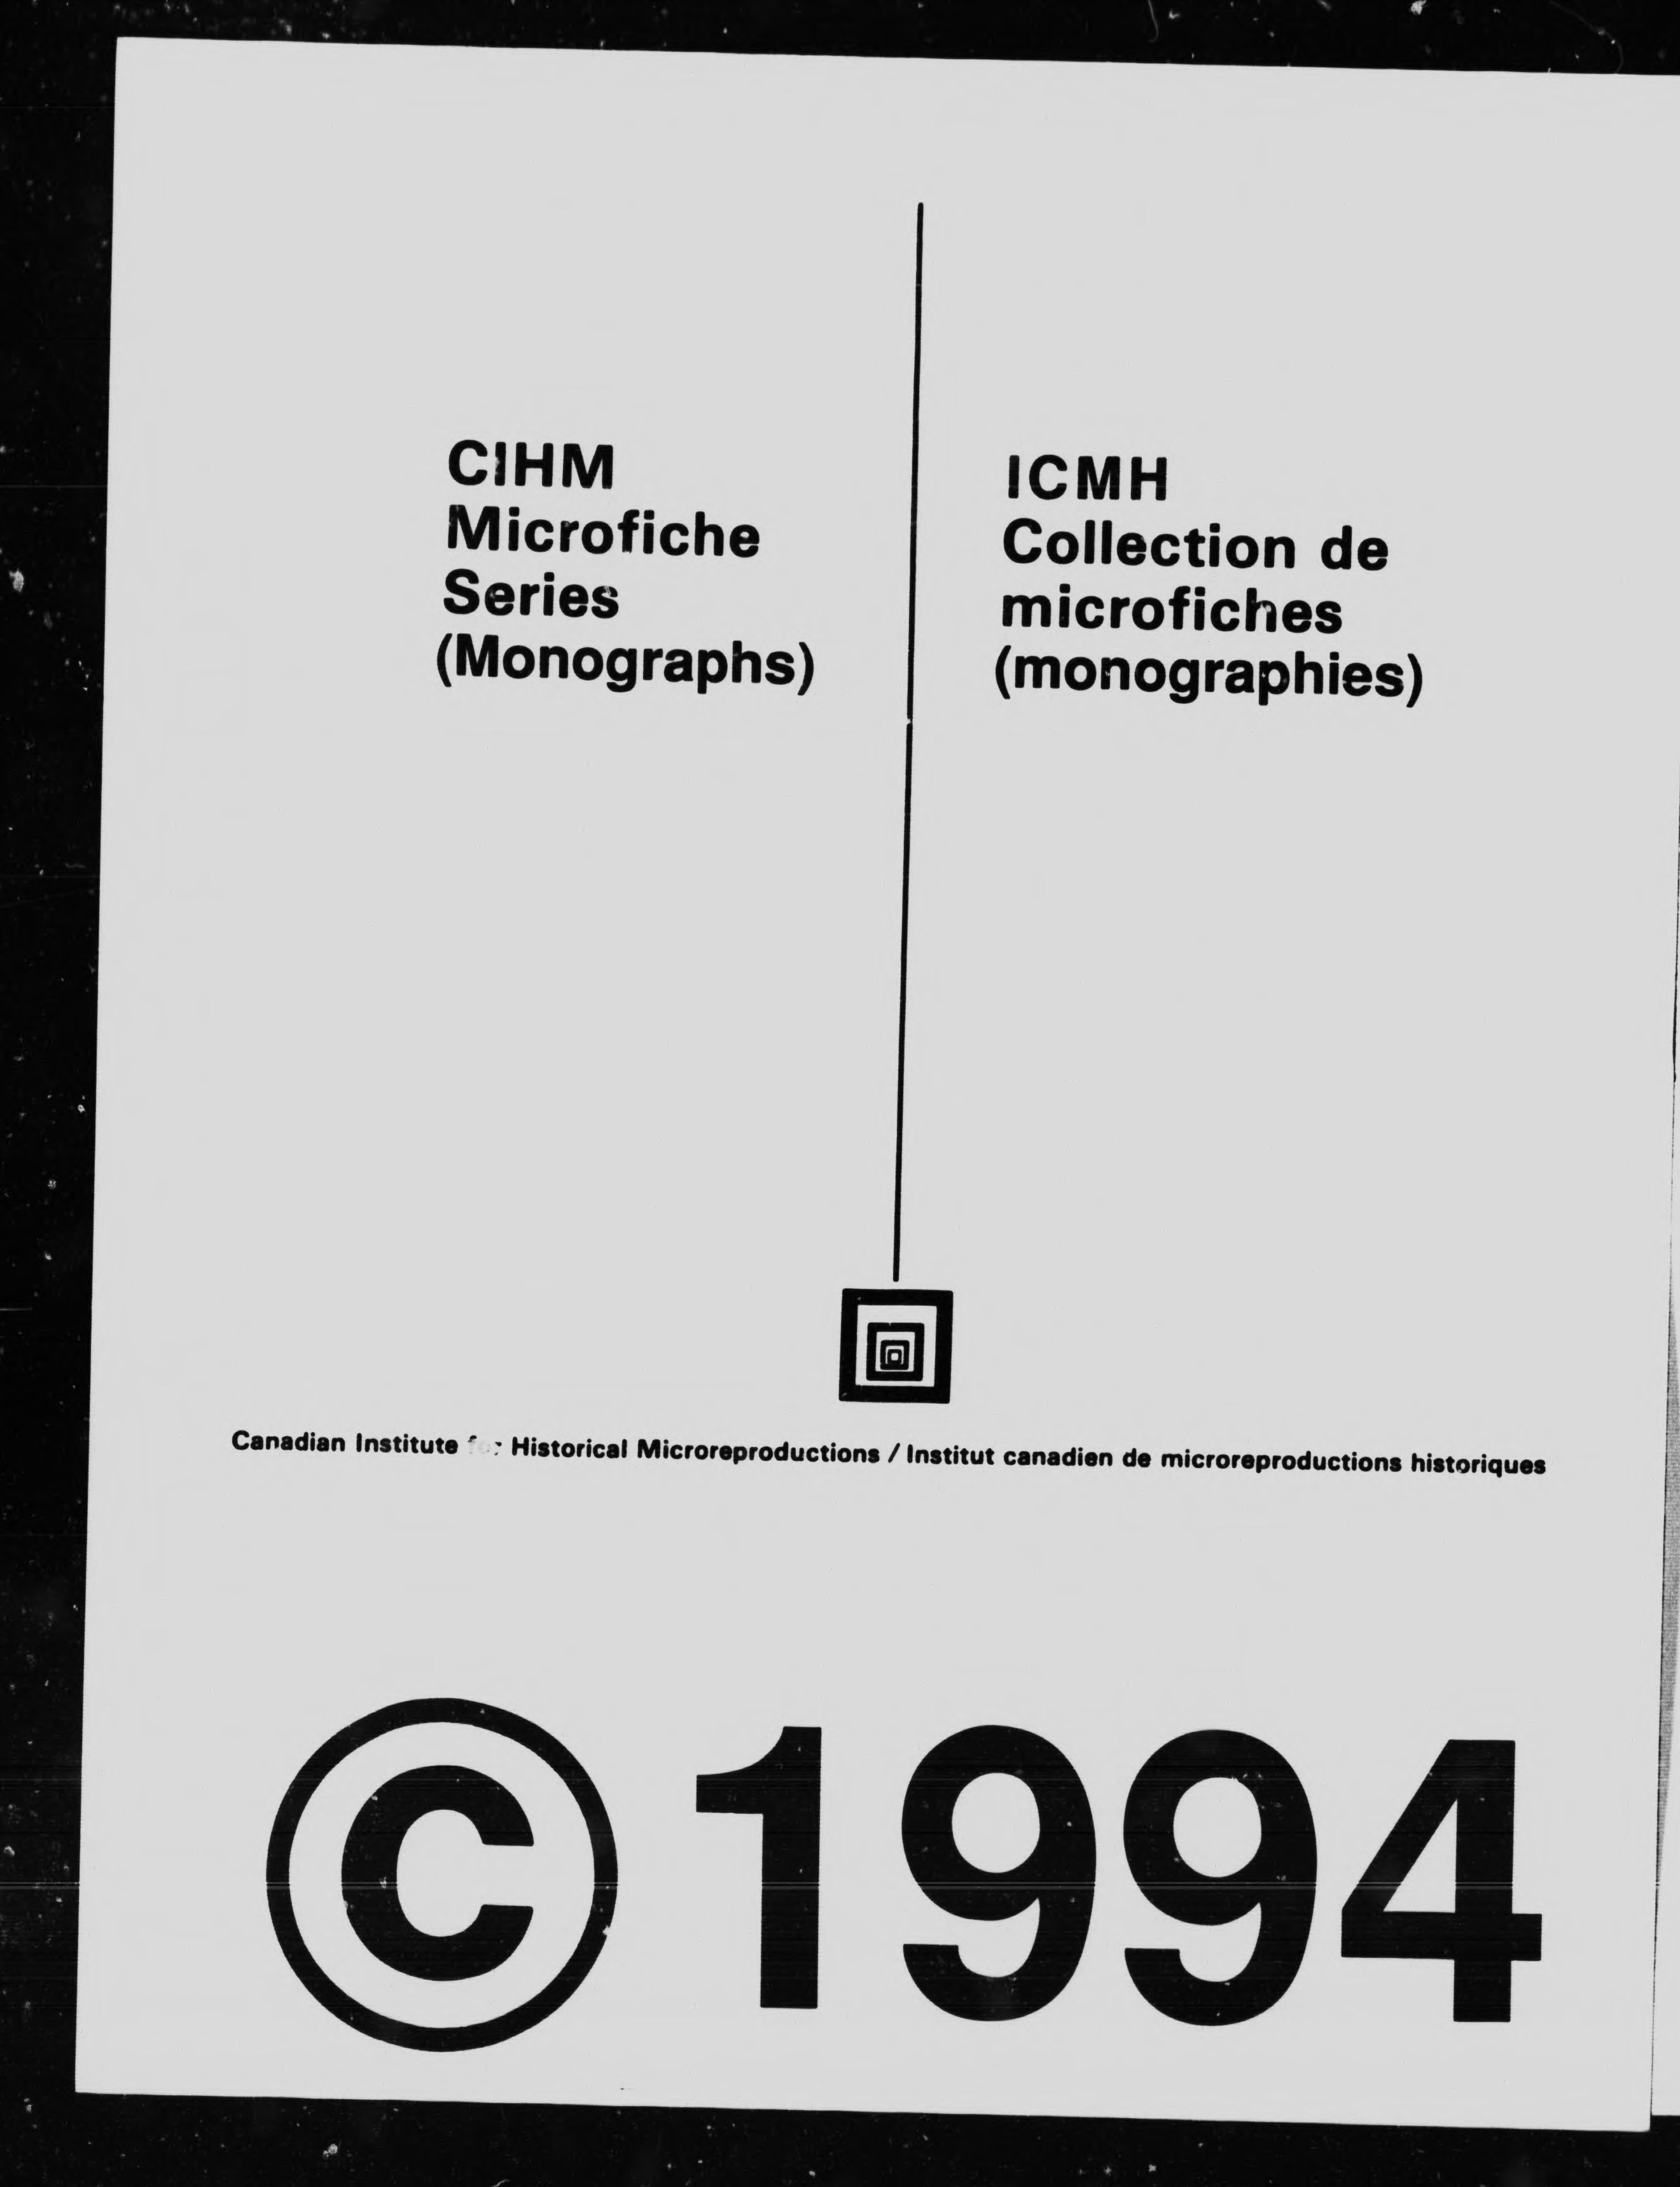 CIHM
Microfiche
Series
(Monographs)
ICMH
Collection de
microfiches
(monographies)
Canadian Institute for Historical Microreproductions / Institut canadien de microreproductions historiques
© 1994